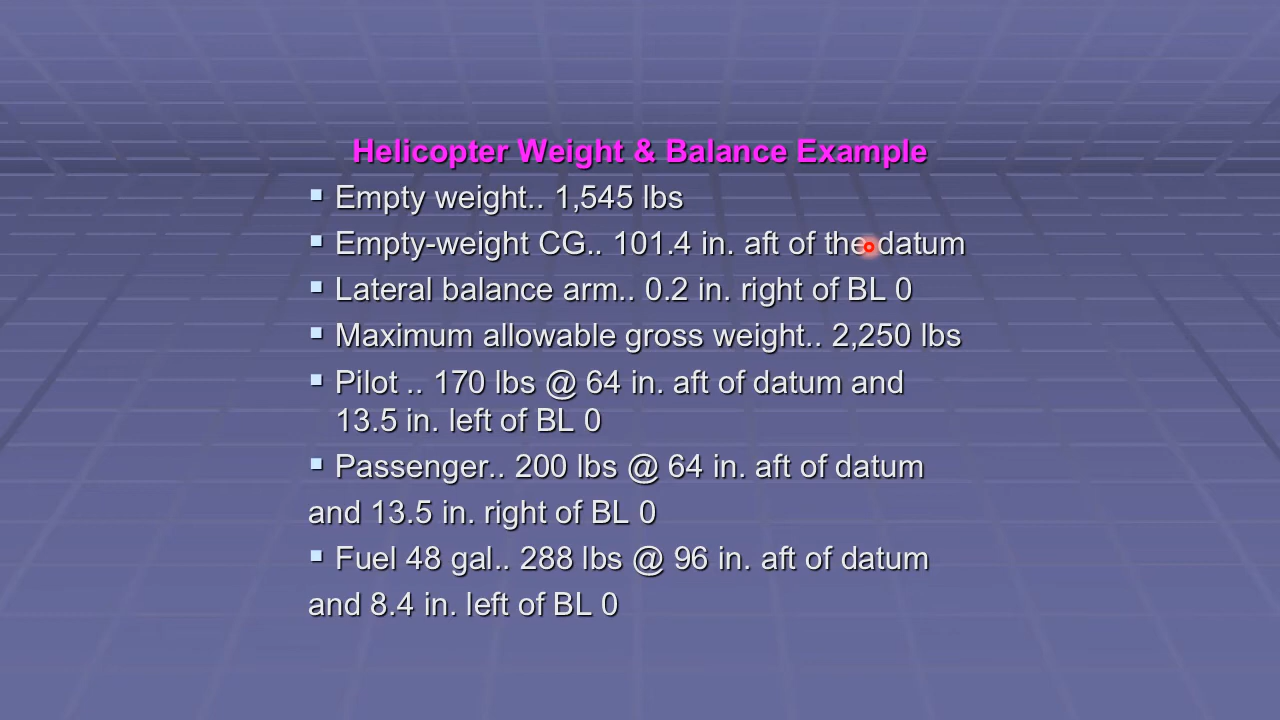 Helicopter Weight & Balance Example
▪ Empty weight.. 1,545 lbs
▪ Empty-weight CG.. 101.4 in. aft of the datum
▪ Lateral balance arm.. 0.2 in. right of BL 0
▪ Maximum allowable gross weight.. 2,250 lbs
▪ Pilot .. 170 lbs @ 64 in. aft of datum and
13.5 in. left of BL 0
▪ Passenger.. 200 lbs @ 64 in. aft of datum
and 13.5 in. right of BL 0
▪ Fuel 48 gal.. 288 lbs @ 96 in. aft of datum
and 8.4 in. left of BL 0